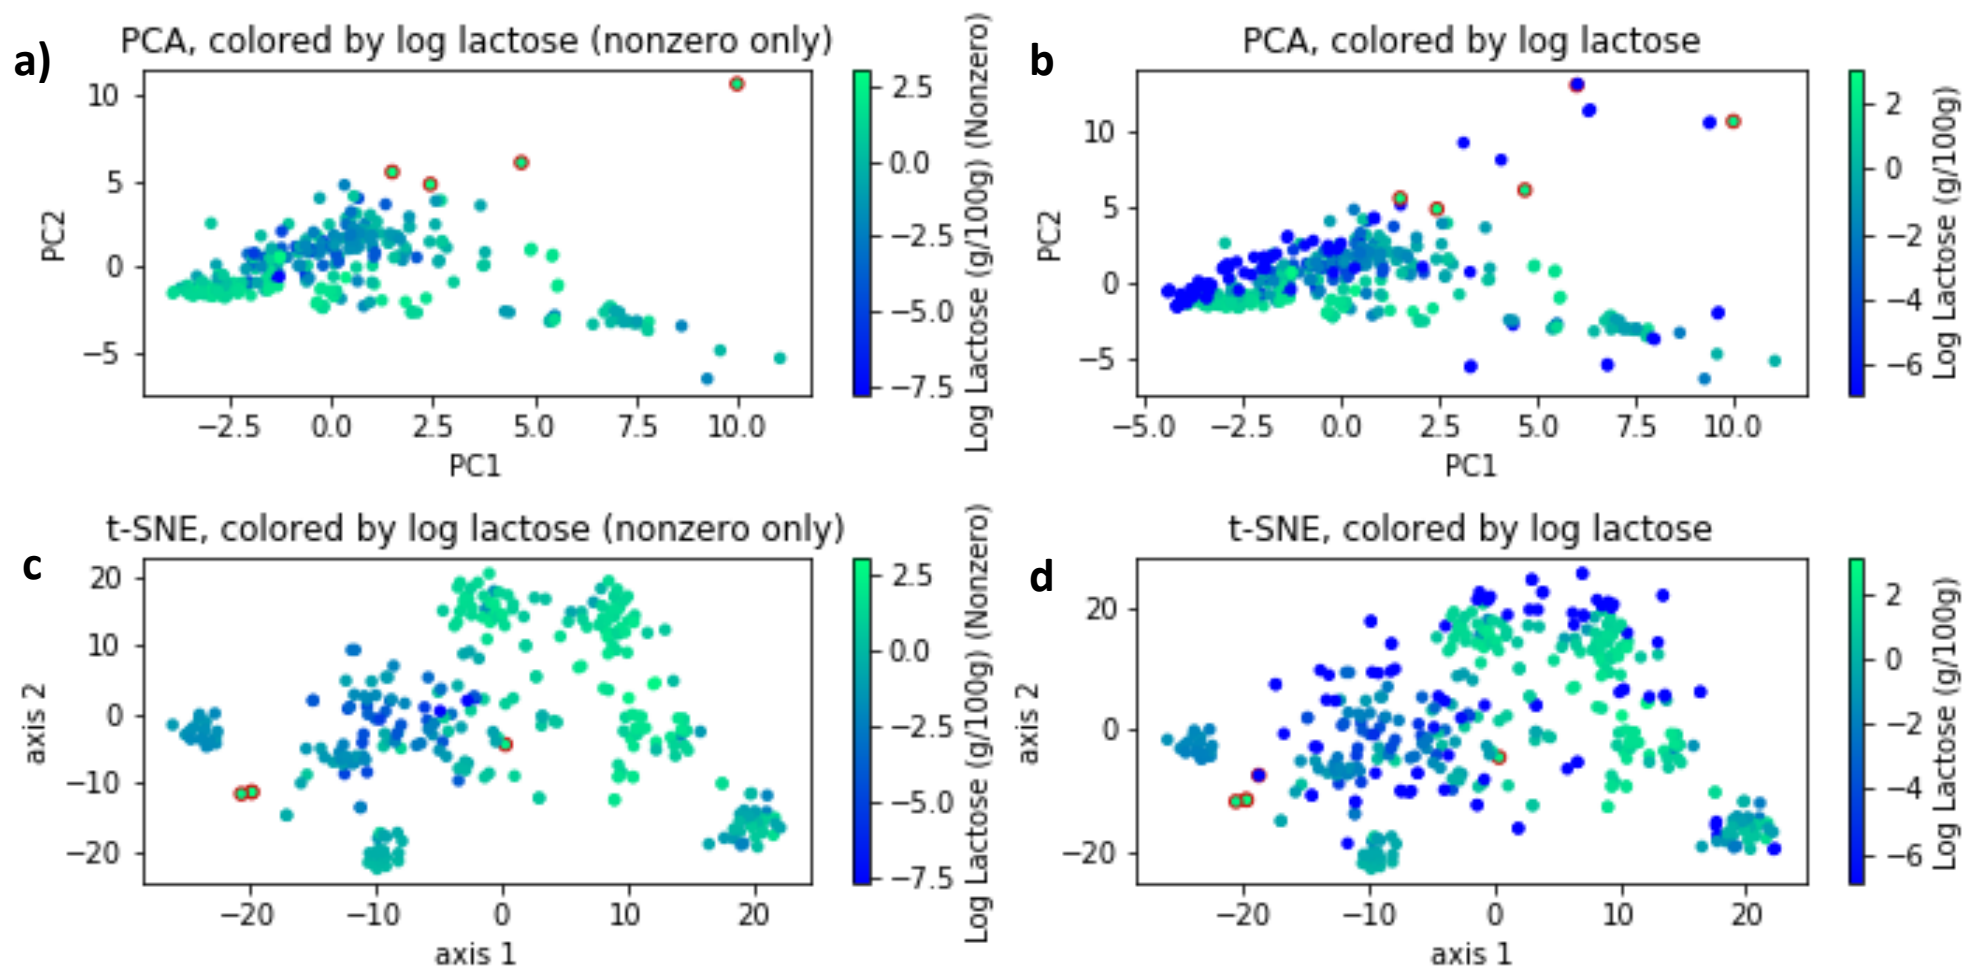 a)
PCA, colored by log lactose (nonzero only)
10
5
0
−5
PC2
−2.5 0.0 2.5 5.0 7.5 10.0
PC1
2.5
0.0
−2.5
−5.0
−7.5
Log Lactose (g/100g) (Nonzero)
b
PCA, colored by log lactose
10
5
0
−5
PC2
−5.0 −2.5 0.0 2.5 5.0 7.5 10.0
PC1
2
0
−2
−4
−6
Log Lactose (g/100g)
c
t-SNE, colored by log lactose (nonzero only)
20
10
0
−10
−20
axis 2
−20 −10 0 10 20
axis 1
2.5
0.0
−2.5
−5.0
−7.5
Log Lactose (g/100g) (Nonzero)
d
t-SNE, colored by log lactose
20
0
−20
axis 2
−20 −10 0 10 20
axis 1
2
0
−2
−4
−6
Log Lactose (g/100g)